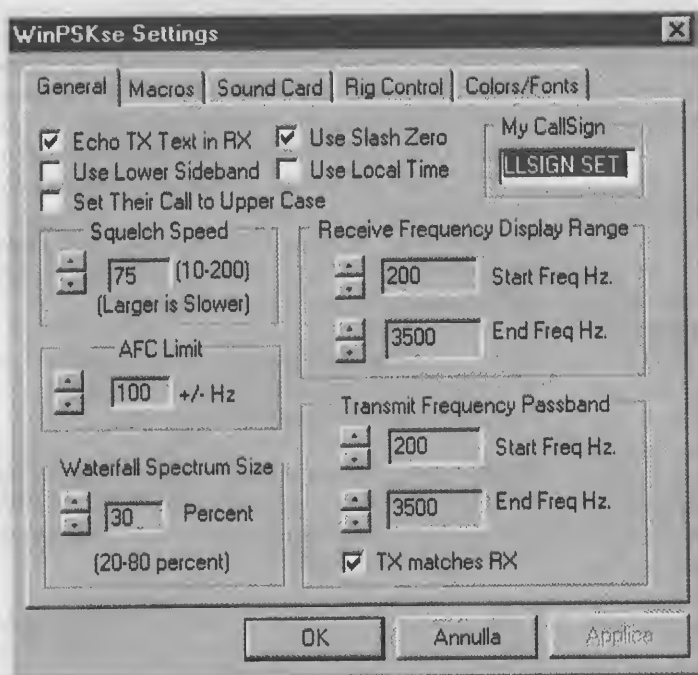 WinPSKse Settings
General Macros Sound Card Rig Control Colors/Fonts
Echo TX Text in RX Use Slash Zero
Use Lower Sideband Use Local Time
Set Their Call to Upper Case
My CallSign
LLSIGN SET
Squelch Speed
75 (10-200)
(Larger is Slower)
AFC Limit
100 +/- Hz
Waterfall Spectrum Size
30 Percent
(20-80 percent)
Receive Frequency Display Range
200 Start Freq Hz.
3500 End Freq Hz.
Transmit Frequency Passband
200 Start Freq Hz.
3500 End Freq Hz.
TX matches RX
OK Annulla Applica